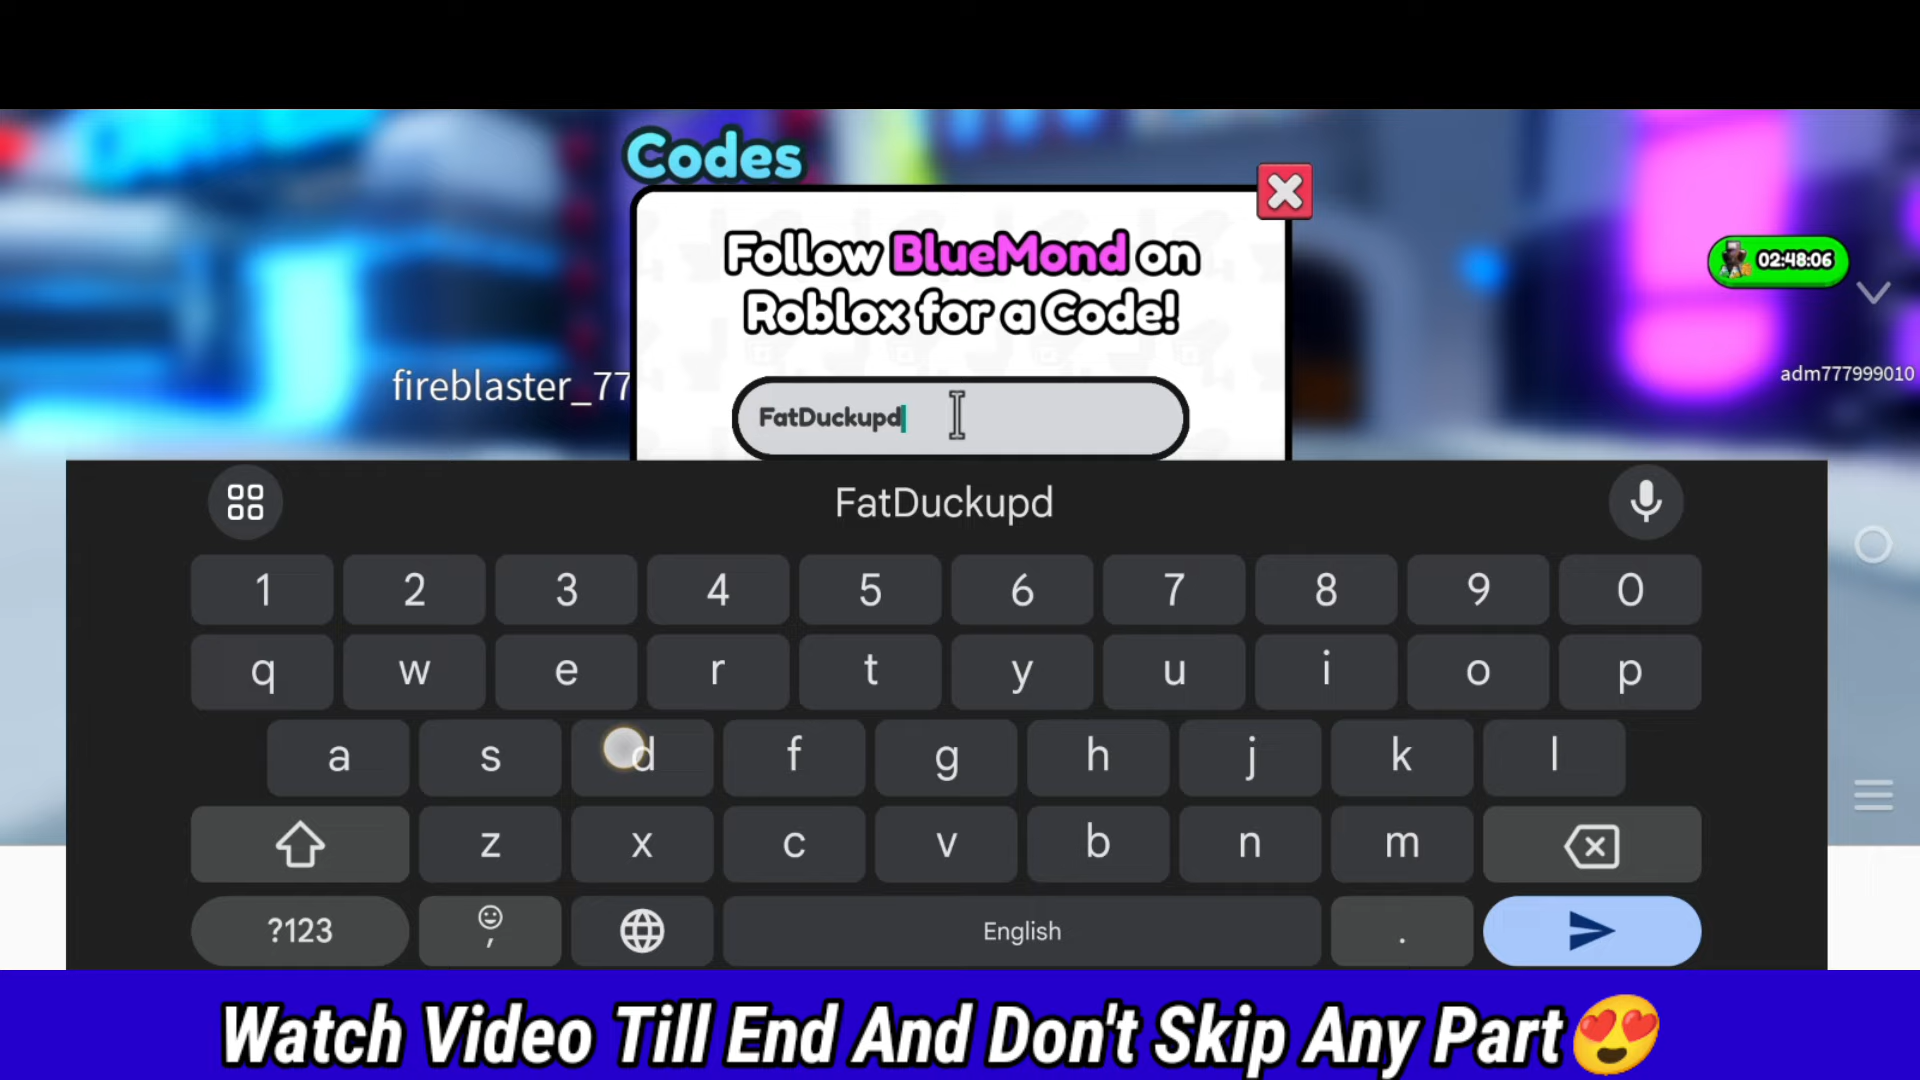 Codes
Follow BlueMond on
Roblox for a Code!
02:48:06
fireblaster_77
adm777999010
FatDuckupd
FatDuckupd
1 2 3 4 5 6 7 8 9 0
q w e r t y u i o p
a s d f g h j k l
z x c v b n m
?123 , English .
Watch Video Till End And Don't Skip Any Part😍